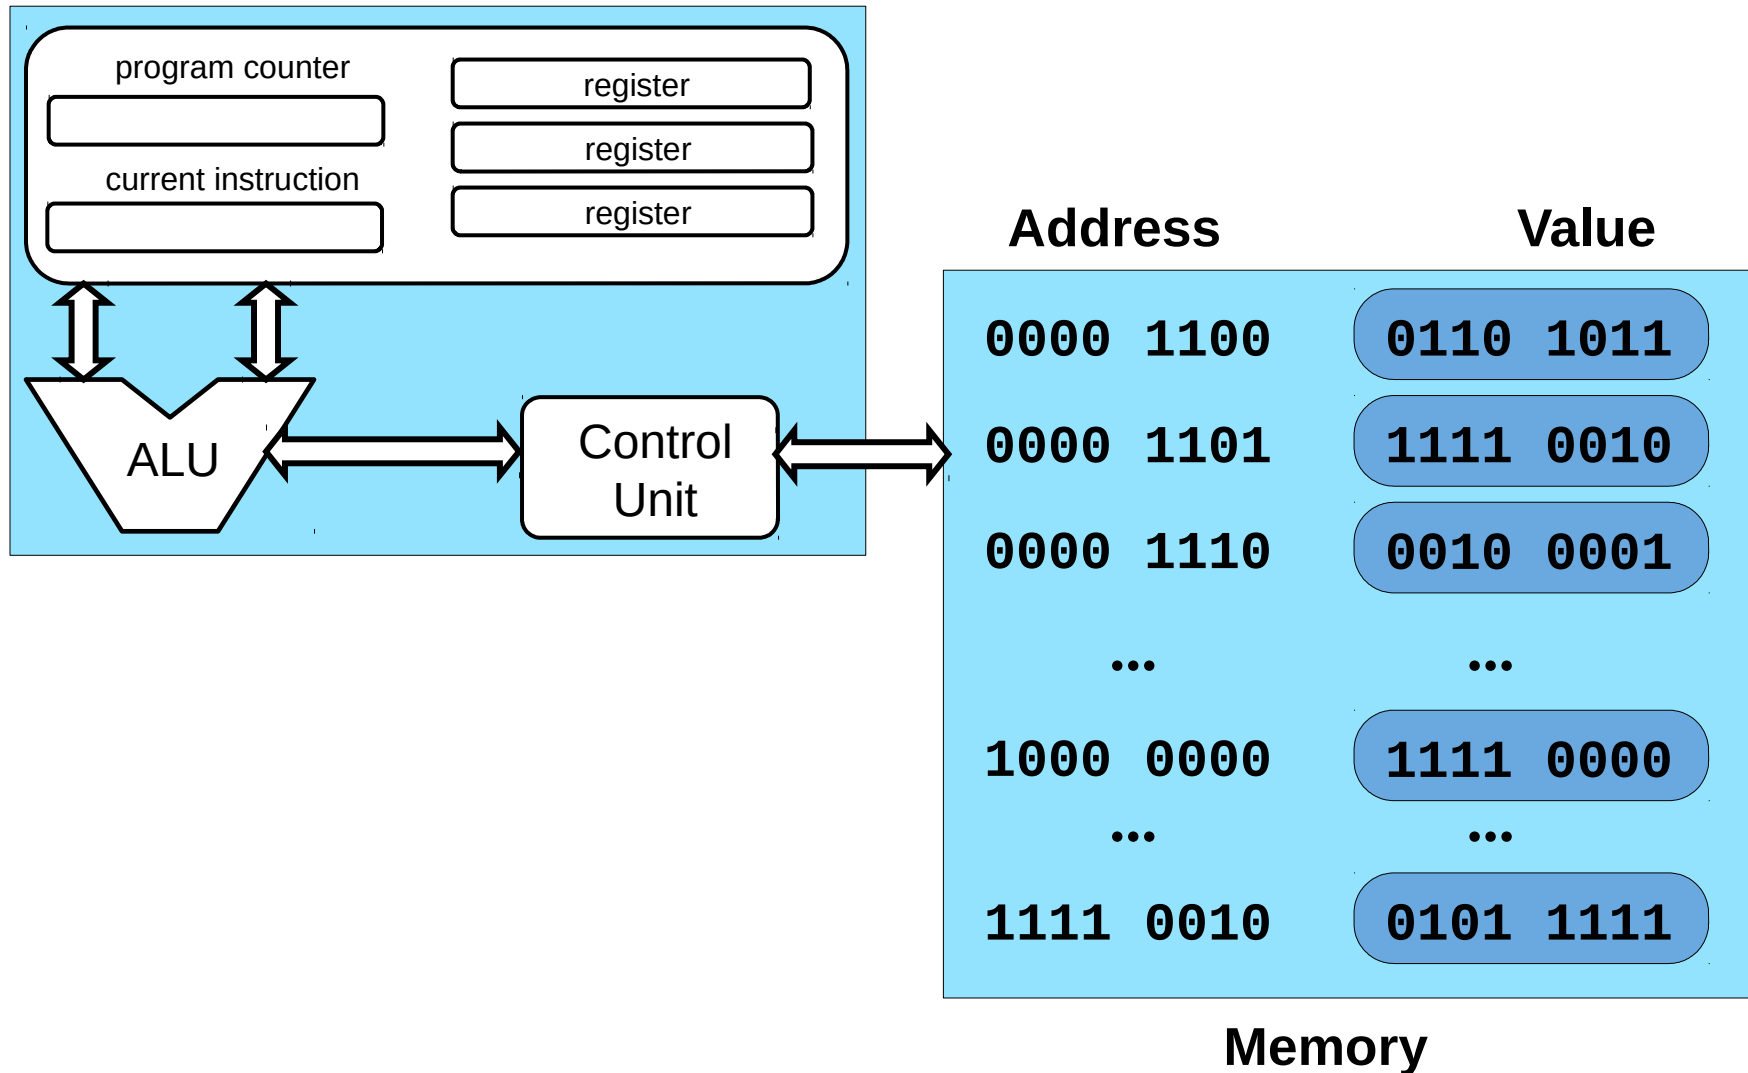 program counter
register
register
current instruction
register
ALU
Control
Unit
Address Value
0000 1100 0110 1011
0000 1101 1111 0010
0000 1110 0010 0001
... ...
1000 0000 1111 0000
... ...
1111 0010 0101 1111
Memory